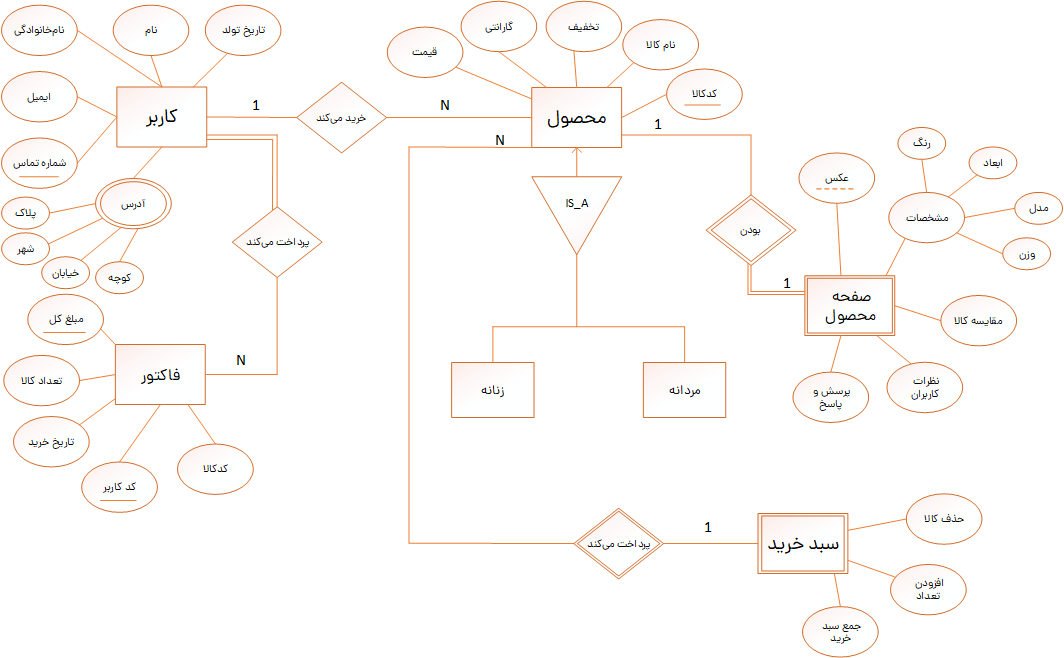 نام‌خانوادگی
نام
تاریخ تولد
ایمیل
شماره تماس
کاربر
آدرس
پلاک
شهر
خیابان
کوچه
1
خرید می‌کند
N
قیمت
گارانتی
تخفیف
نام کالا
کدکالا
محصول
N
1
پرداخت می‌کند
IS_A
بودن
1
عکس
رنگ
ابعاد
مدل
وزن
مشخصات
صفحه
محصول
مقایسه کالا
نظرات
کاربران
پرسش و
پاسخ
مبلغ کل
تعداد کالا
تاریخ خرید
کد کاربر
کدکالا
فاکتور
N
زنانه
مردانه
پرداخت می‌کند
1
سبد خرید
حذف کالا
افزودن
تعداد
جمع سبد
خرید